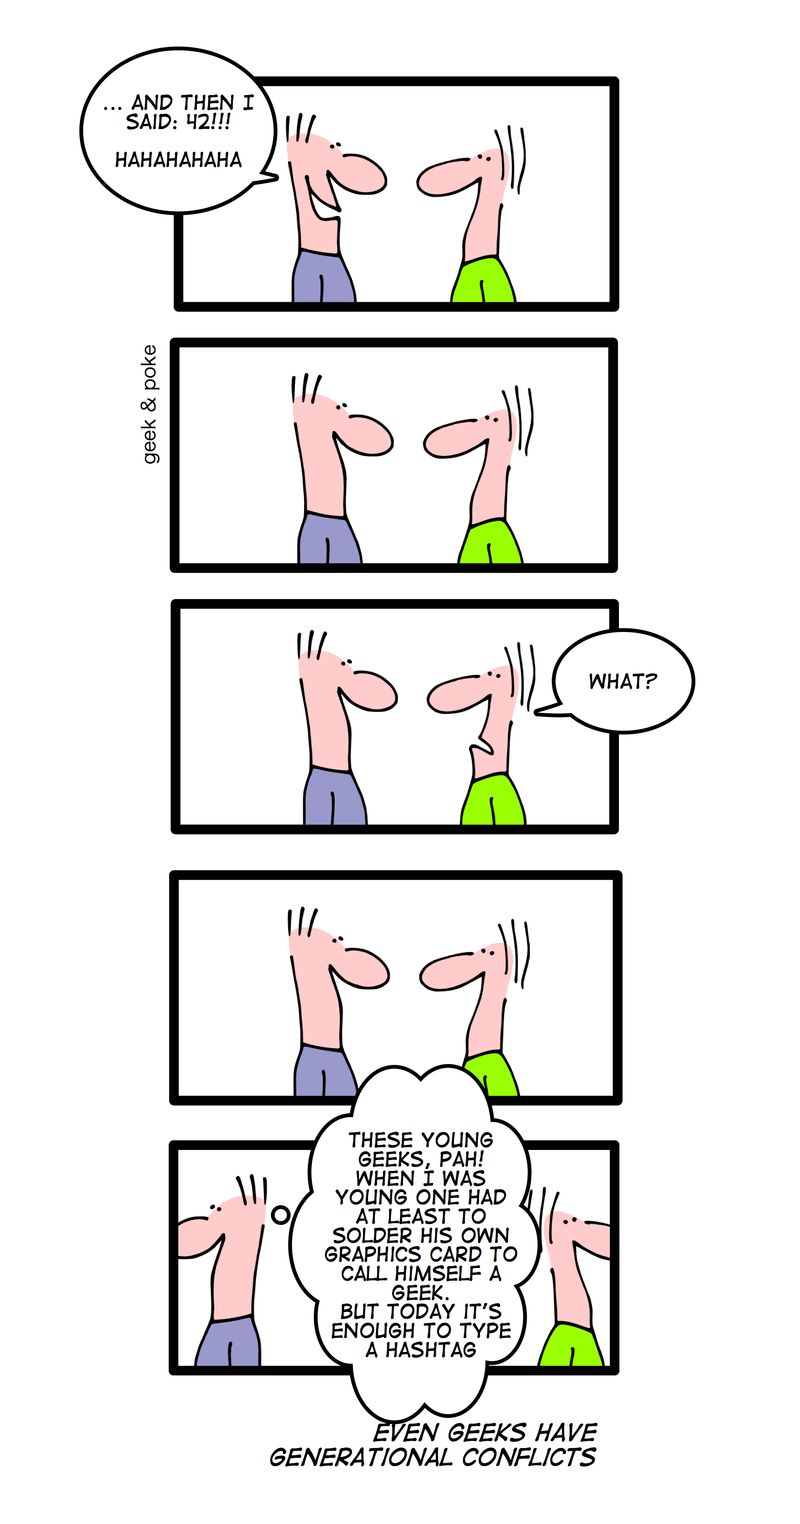 ... AND THEN I
SAID: 42!!!
HAHAHAHAHA
geek & poke
WHAT?
THESE YOUNG
GEEKS, PAH!
WHEN I WAS
YOUNG ONE HAD
AT LEAST TO
SOLDER HIS OWN
GRAPHICS CARD TO
CALL HIMSELF A
GEEK.
BUT TODAY IT'S
ENOUGH TO TYPE
A HASHTAG
EVEN GEEKS HAVE
GENERATIONAL CONFLICTS